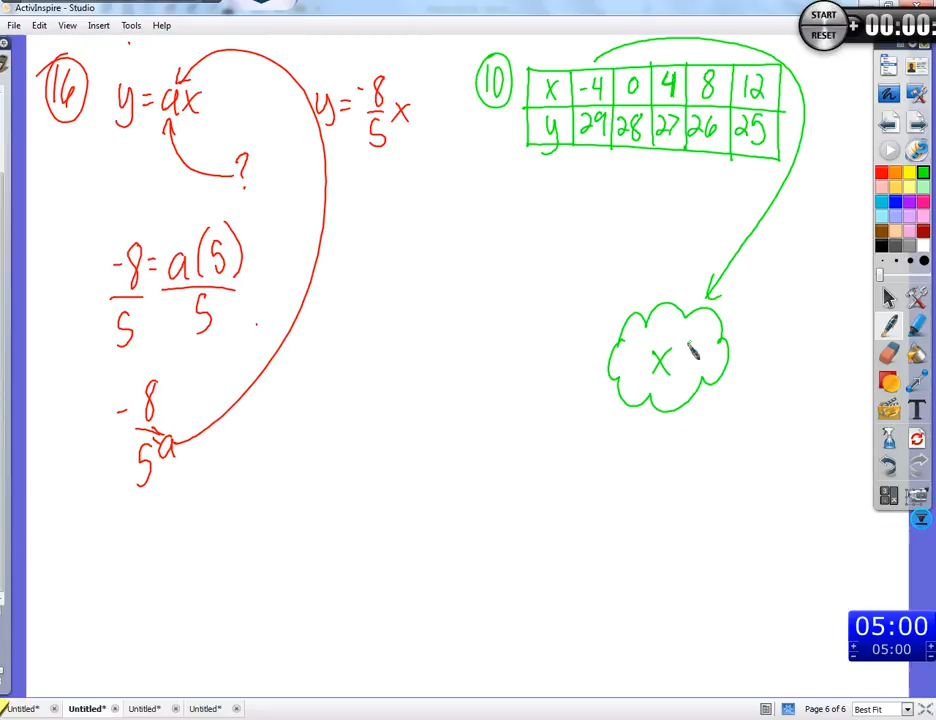 ActivInspire - Studio
File Edit View Insert Tools Help
START
RESET
00:00:
16
y = ax
?
y = -8/5 x
-8 = a(5)
5 5
-8
5 = a
10
x -4 0 4 8 12
y 29 28 27 26 25
x
05:00
05:00
Untitled* Untitled* Untitled* Untitled*
Page 6 of 6
Best Fit